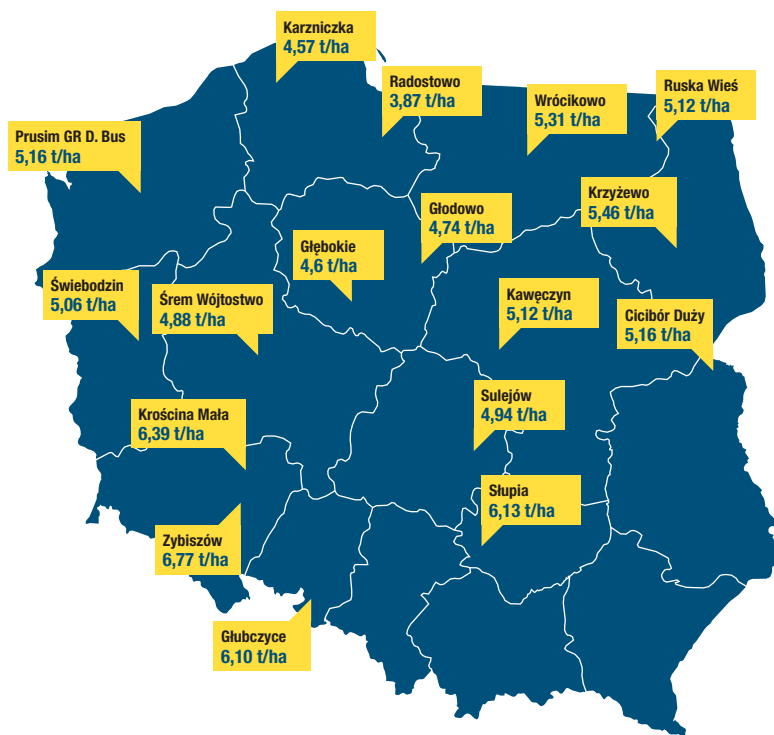 Karzniczka
4,57 t/ha
Radostowo
3,87 t/ha
Wrócikowo
5,31 t/ha
Ruska Wieś
5,12 t/ha
Prusim GR D. Bus
5,16 t/ha
Krzyżewo
5,46 t/ha
Głodowo
4,74 t/ha
Głębokie
4,6 t/ha
Świebodzin
5,06 t/ha
Śrem Wójtostwo
4,88 t/ha
Kawęczyn
5,12 t/ha
Cicibór Duży
5,16 t/ha
Sulejów
4,94 t/ha
Krościna Mała
6,39 t/ha
Słupia
6,13 t/ha
Zybiszów
6,77 t/ha
Głubczyce
6,10 t/ha